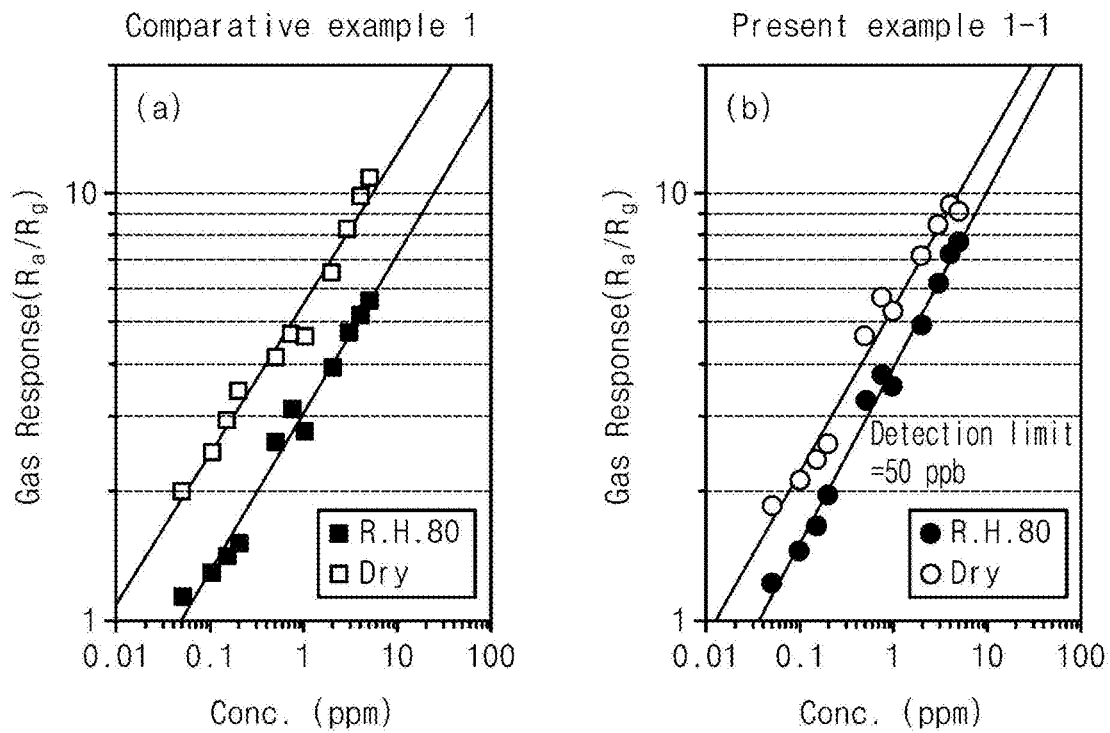 Comparative example 1
(a)
Gas Response(Ra/Rg)
10
1
R.H.80
Dry
0.01 0.1 1 10 100
Conc. (ppm)
Present example 1-1
(b)
Gas Response(Ra/Rg)
10
1
Detection limit
=50 ppb
R.H.80
Dry
0.01 0.1 1 10 100
Conc. (ppm)